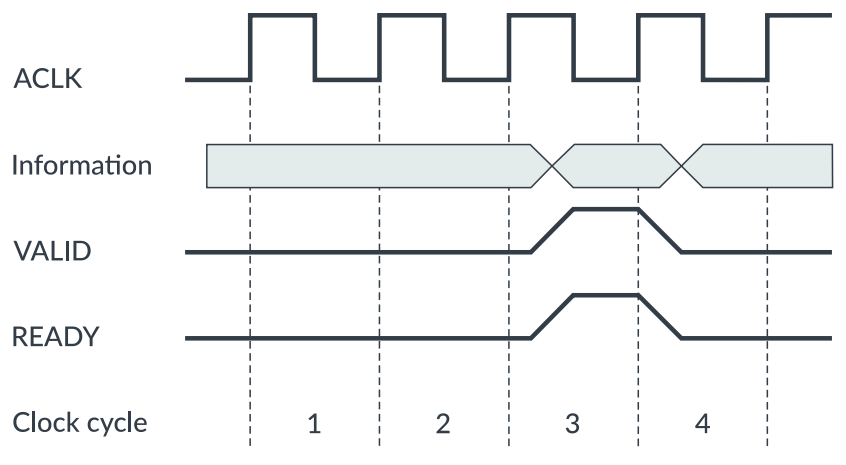 ACLK
Information
VALID
READY
Clock cycle 1 2 3 4